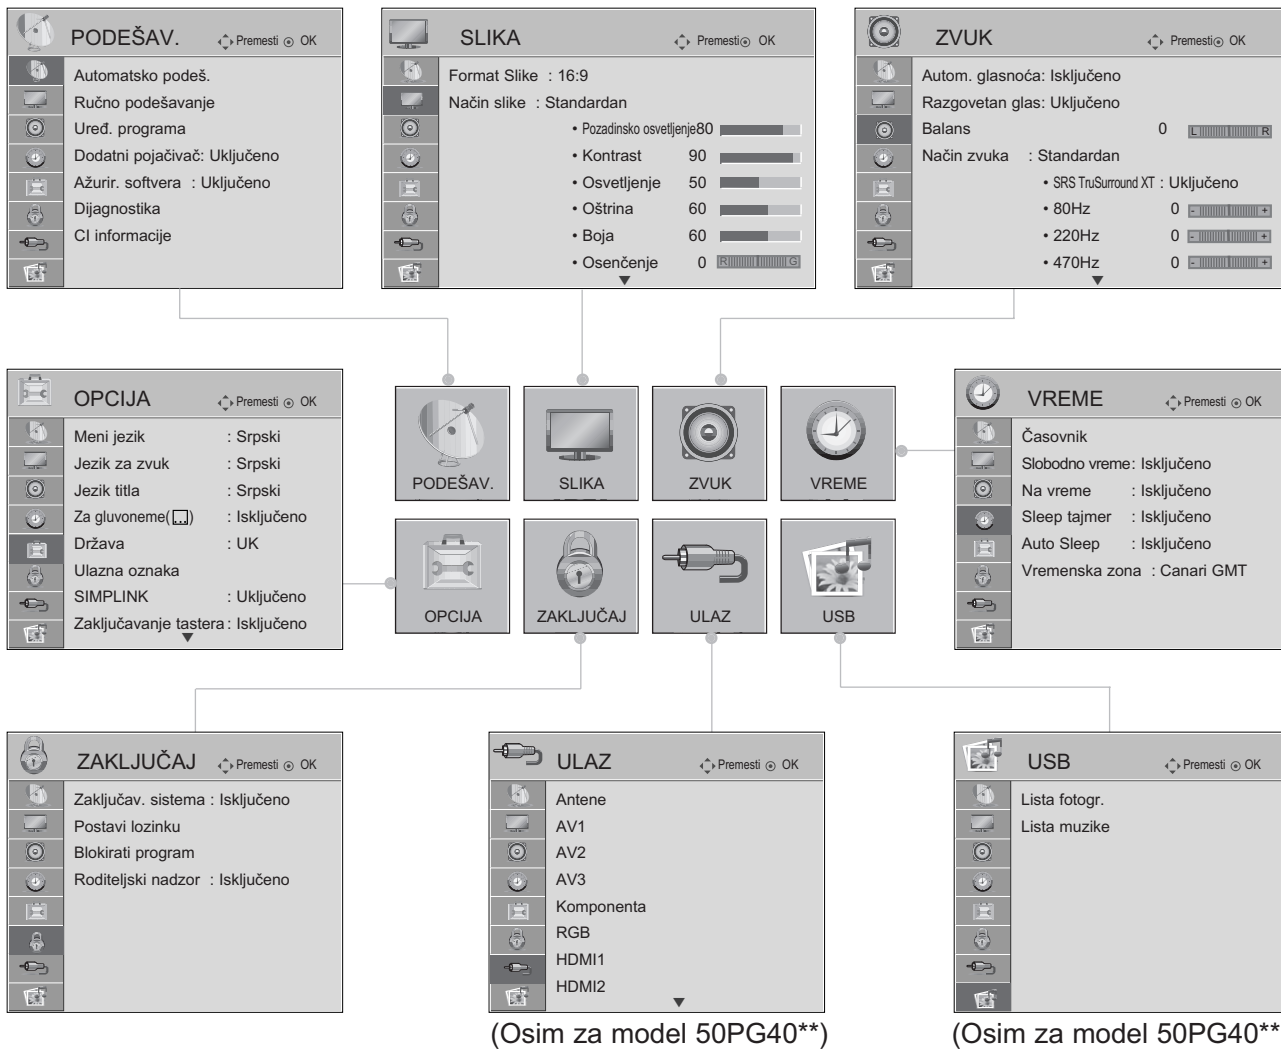 PODEŠAV. Premesti OK
Automatsko podeš.
Ručno podešavanje
Uređ. programa
Dodatni pojačivač: Uključeno
Ažurir. softvera : Uključeno
Dijagnostika
CI informacije
SLIKA Premesti OK
Format Slike : 16:9
Način slike : Standardan
• Pozadinsko osvetljenje80
• Kontrast 90
• Osvetljenje 50
• Oštrina 60
• Boja 60
• Osenčenje 0 R G
ZVUK Premesti OK
Autom. glasnoća: Isključeno
Razgovetan glas: Uključeno
Balans 0 L R
Način zvuka : Standardan
• SRS TruSurround XT : Uključeno
• 80Hz 0 - +
• 220Hz 0 - +
• 470Hz 0 - +
OPCIJA Premesti OK
Meni jezik : Srpski
Jezik za zvuk : Srpski
Jezik titla : Srpski
Za gluvoneme( ) : Isključeno
Država : UK
Ulazna oznaka
SIMPLINK : Uključeno
Zaključavanje tastera : Isključeno
PODEŠAV. SLIKA ZVUK VREME
OPCIJA ZAKLJUČAJ ULAZ USB
VREME Premesti OK
Časovnik
Slobodno vreme: Isključeno
Na vreme : Isključeno
Sleep tajmer : Isključeno
Auto Sleep : Isključeno
Vremenska zona : Canari GMT
ZAKLJUČAJ Premesti OK
Zaključav. sistema : Isključeno
Postavi lozinku
Blokirati program
Roditeljski nadzor : Isključeno
ULAZ Premesti OK
Antene
AV1
AV2
AV3
Komponenta
RGB
HDMI1
HDMI2
(Osim za model 50PG40**)
USB Premesti OK
Lista fotogr.
Lista muzike
(Osim za model 50PG40**